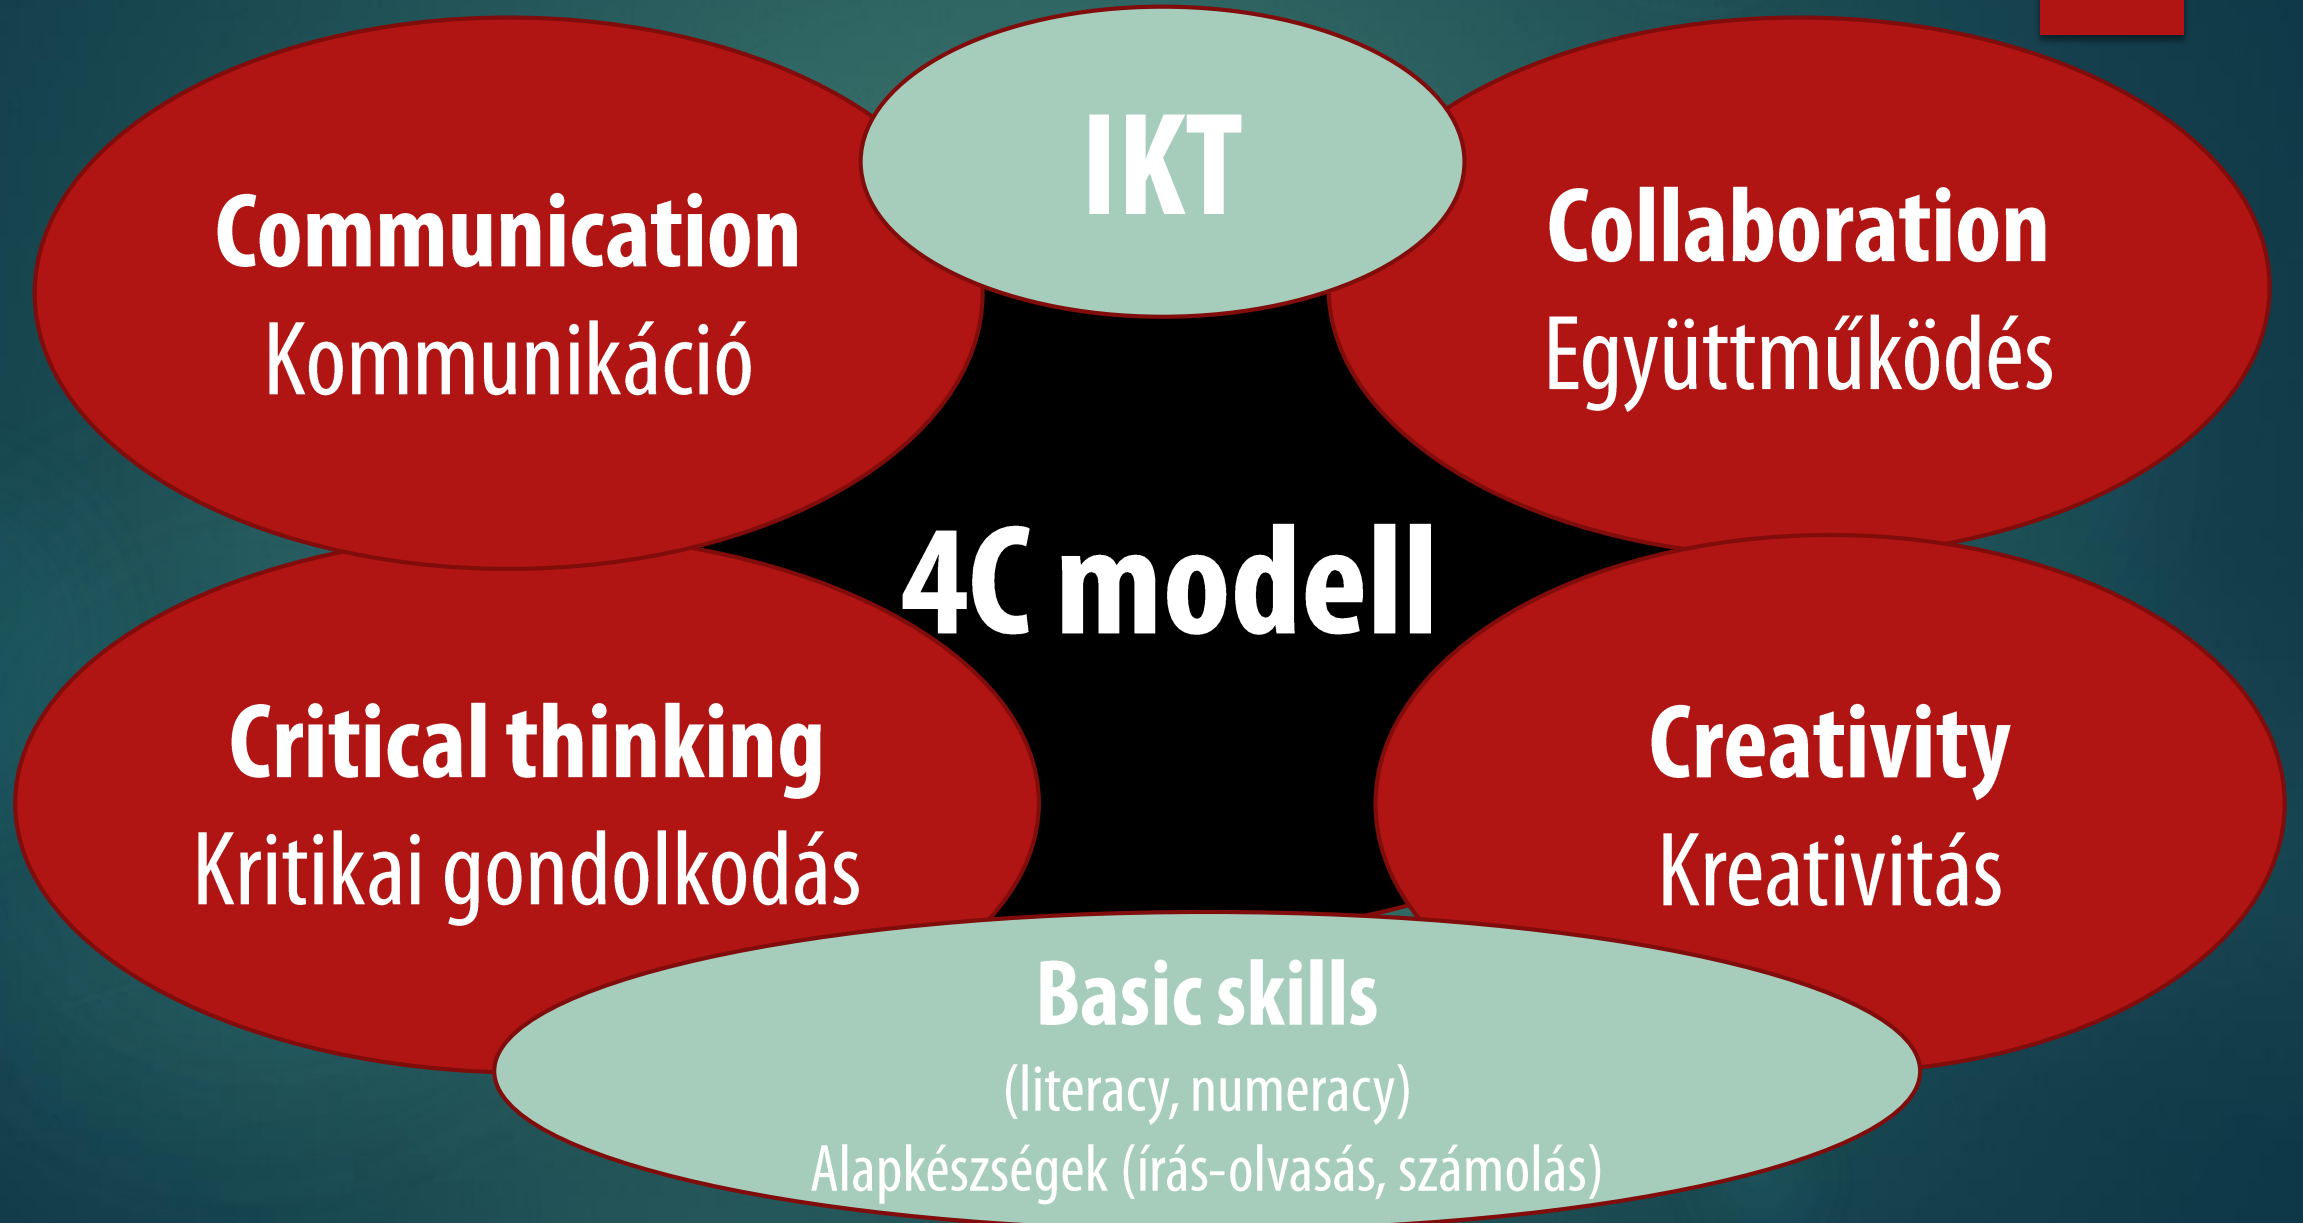 IKT
Communication
Kommunikáció
Collaboration
Együttműködés
4C modell
Critical thinking
Kritikai gondolkodás
Creativity
Kreativitás
Basic skills
(literacy, numeracy)
Alapkészségek (írás-olvasás, számolás)